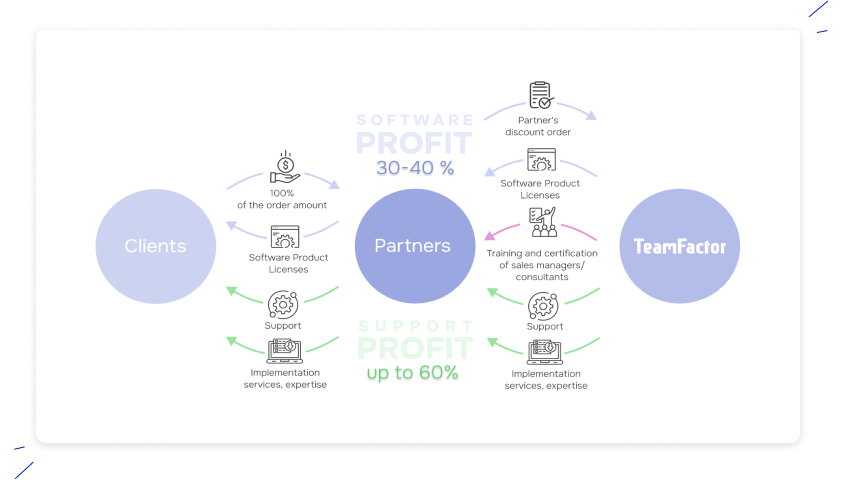 SOFTWARE
PROFIT
30-40 %
Partner's
discount order
100%
of the order amount
Software Product
Licenses
Clients
Partners
TeamFactor
Software Product
Licenses
Training and certification
of sales managers/
consultants
Support
Support
SUPPORT
PROFIT
up to 60%
Implementation
services, expertise
Implementation
services, expertise